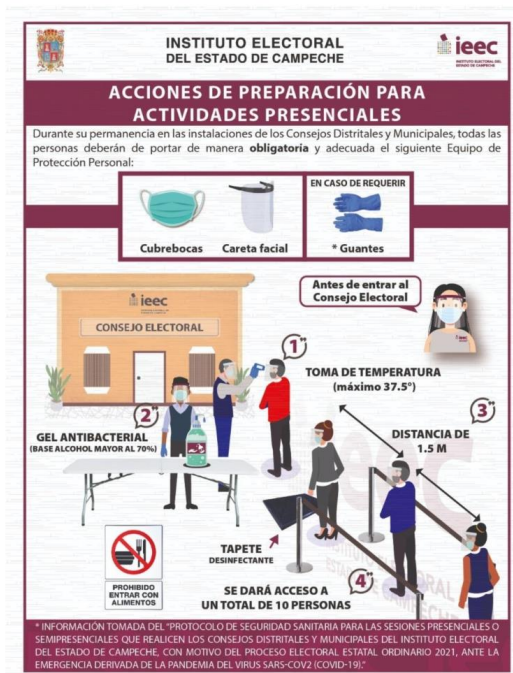 INSTITUTO ELECTORAL
DEL ESTADO DE CAMPECHE
ieec
INSTITUTO ELECTORAL DEL
ESTADO DE CAMPECHE
ACCIONES DE PREPARACIÓN PARA
ACTIVIDADES PRESENCIALES
Durante su permanencia en las instalaciones de los Consejos Distritales y Municipales, todas las
personas deberán de portar de manera obligatoria y adecuada el siguiente Equipo de
Protección Personal:
Cubrebocas
Careta facial
EN CASO DE REQUERIR
* Guantes
Antes de entrar al
Consejo Electoral
ieec
CONSEJO ELECTORAL
1°
TOMA DE TEMPERATURA
(máximo 37.5°)
2°
GEL ANTIBACTERIAL
(BASE ALCOHOL MAYOR AL 70%)
3°
DISTANCIA DE
1.5 M
TAPETE
DESINFECTANTE
4°
SE DARÁ ACCESO A
UN TOTAL DE 10 PERSONAS
PROHIBIDO
ENTRAR CON
ALIMENTOS
* INFORMACIÓN TOMADA DEL "PROTOCOLO DE SEGURIDAD SANITARIA PARA LAS SESIONES PRESENCIALES O
SEMIPRESENCIALES QUE REALICEN LOS CONSEJOS DISTRITALES Y MUNICIPALES DEL INSTITUTO ELECTORAL
DEL ESTADO DE CAMPECHE, CON MOTIVO DEL PROCESO ELECTORAL ESTATAL ORDINARIO 2021, ANTE LA
EMERGENCIA DERIVADA DE LA PANDEMIA DEL VIRUS SARS-COV2 (COVID-19)."